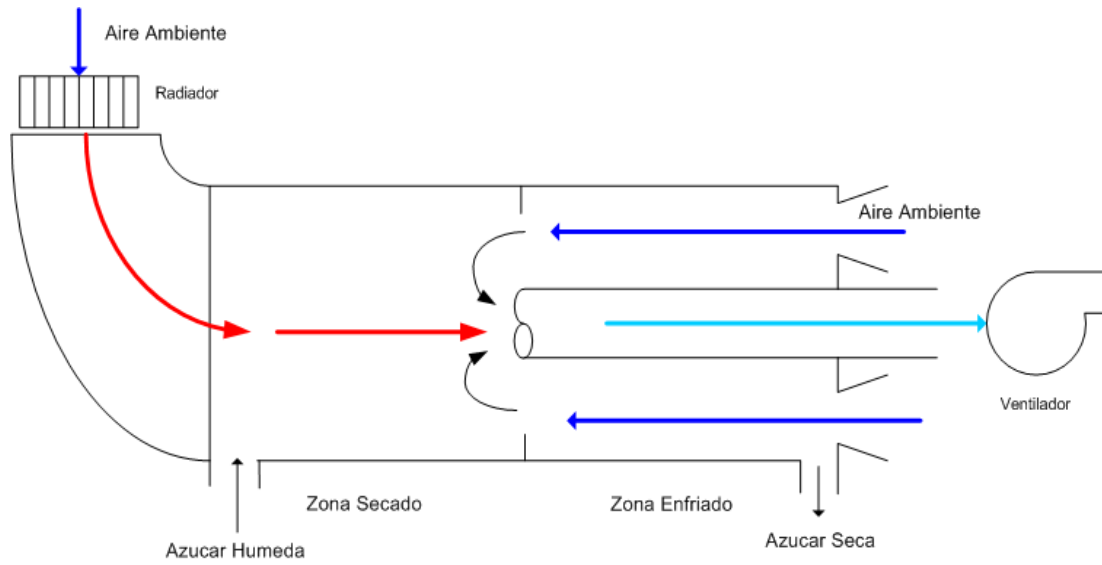 Aire Ambiente
Radiador
Aire Ambiente
Ventilador
Zona Secado
Zona Enfriado
Azucar Humeda
Azucar Seca